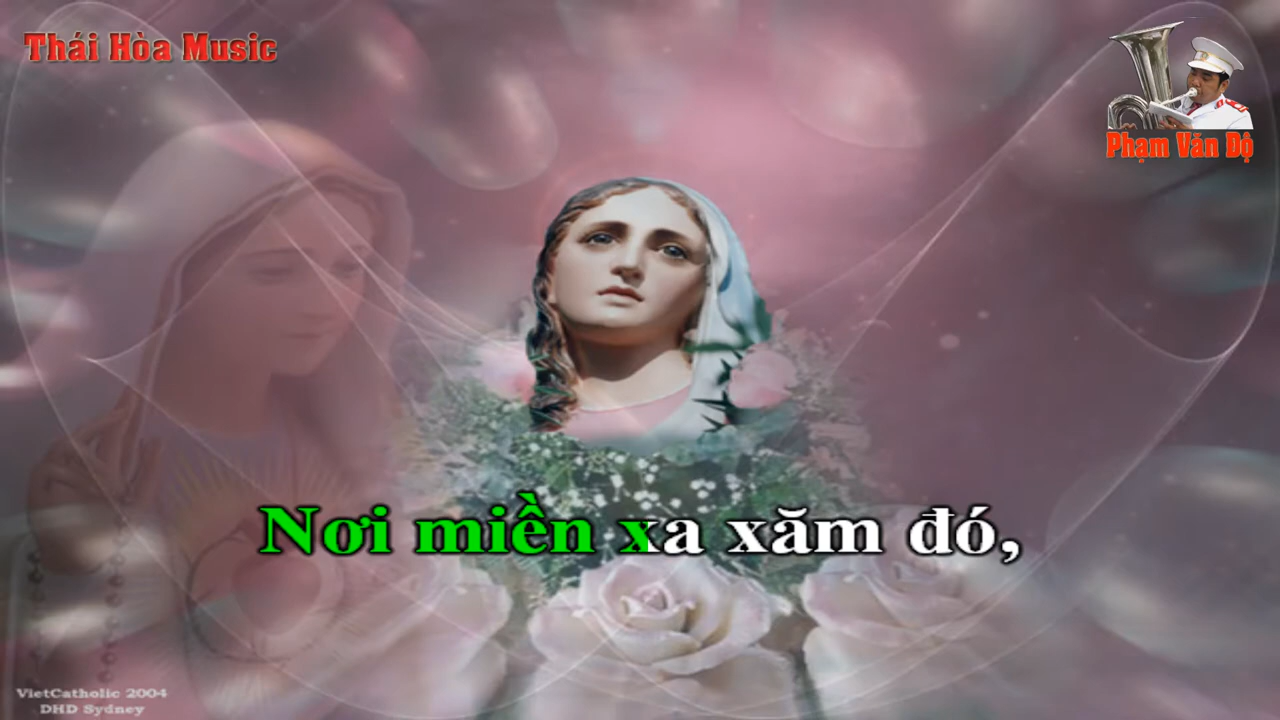 Thái Hòa Music
Phạm Văn Độ
Nơi miền xa xăm đó,
VietCatholic 2004
DHD Sydney